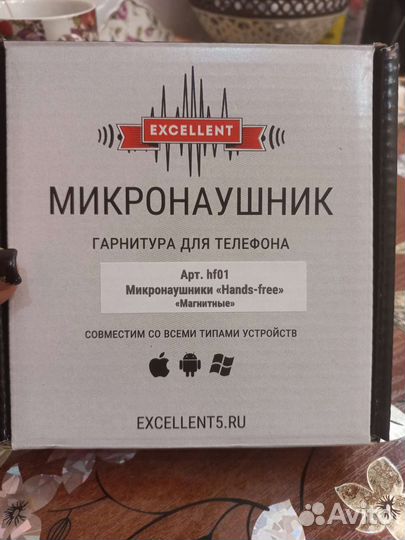 EXCELLENT
МИКРОНАУШНИК
ГАРНИТУРА ДЛЯ ТЕЛЕФОНА
Арт. hf01
Микронаушники «Hands-free»
«Магнитные»
СОВМЕСТИМ СО ВСЕМИ ТИПАМИ УСТРОЙСТВ
EXCELLENT5.RU
Avito